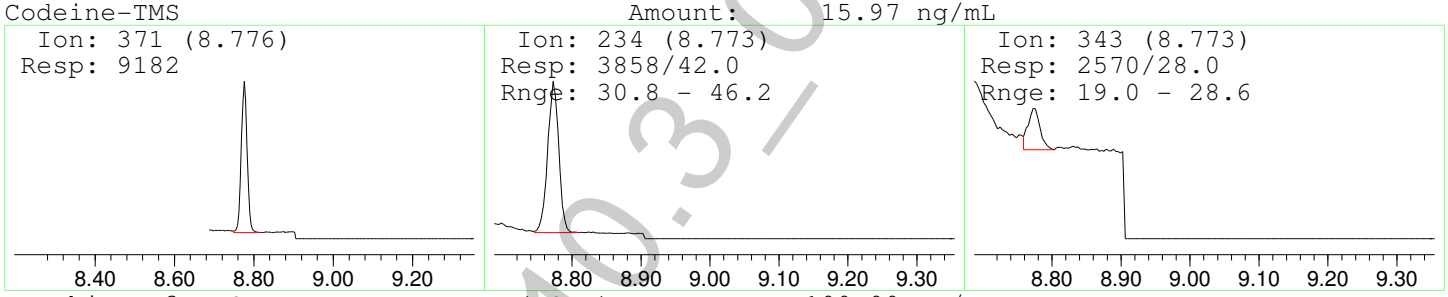 Codeine-TMS Amount: 15.97 ng/mL
Ion: 371 (8.776)
Resp: 9182
8.40 8.60 8.80 9.00 9.20
Ion: 234 (8.773)
Resp: 3858/42.0
Rnge: 30.8 - 46.2
8.80 8.90 9.00 9.10 9.20 9.30
Ion: 343 (8.773)
Resp: 2570/28.0
Rnge: 19.0 - 28.6
8.80 8.90 9.00 9.10 9.20 9.30